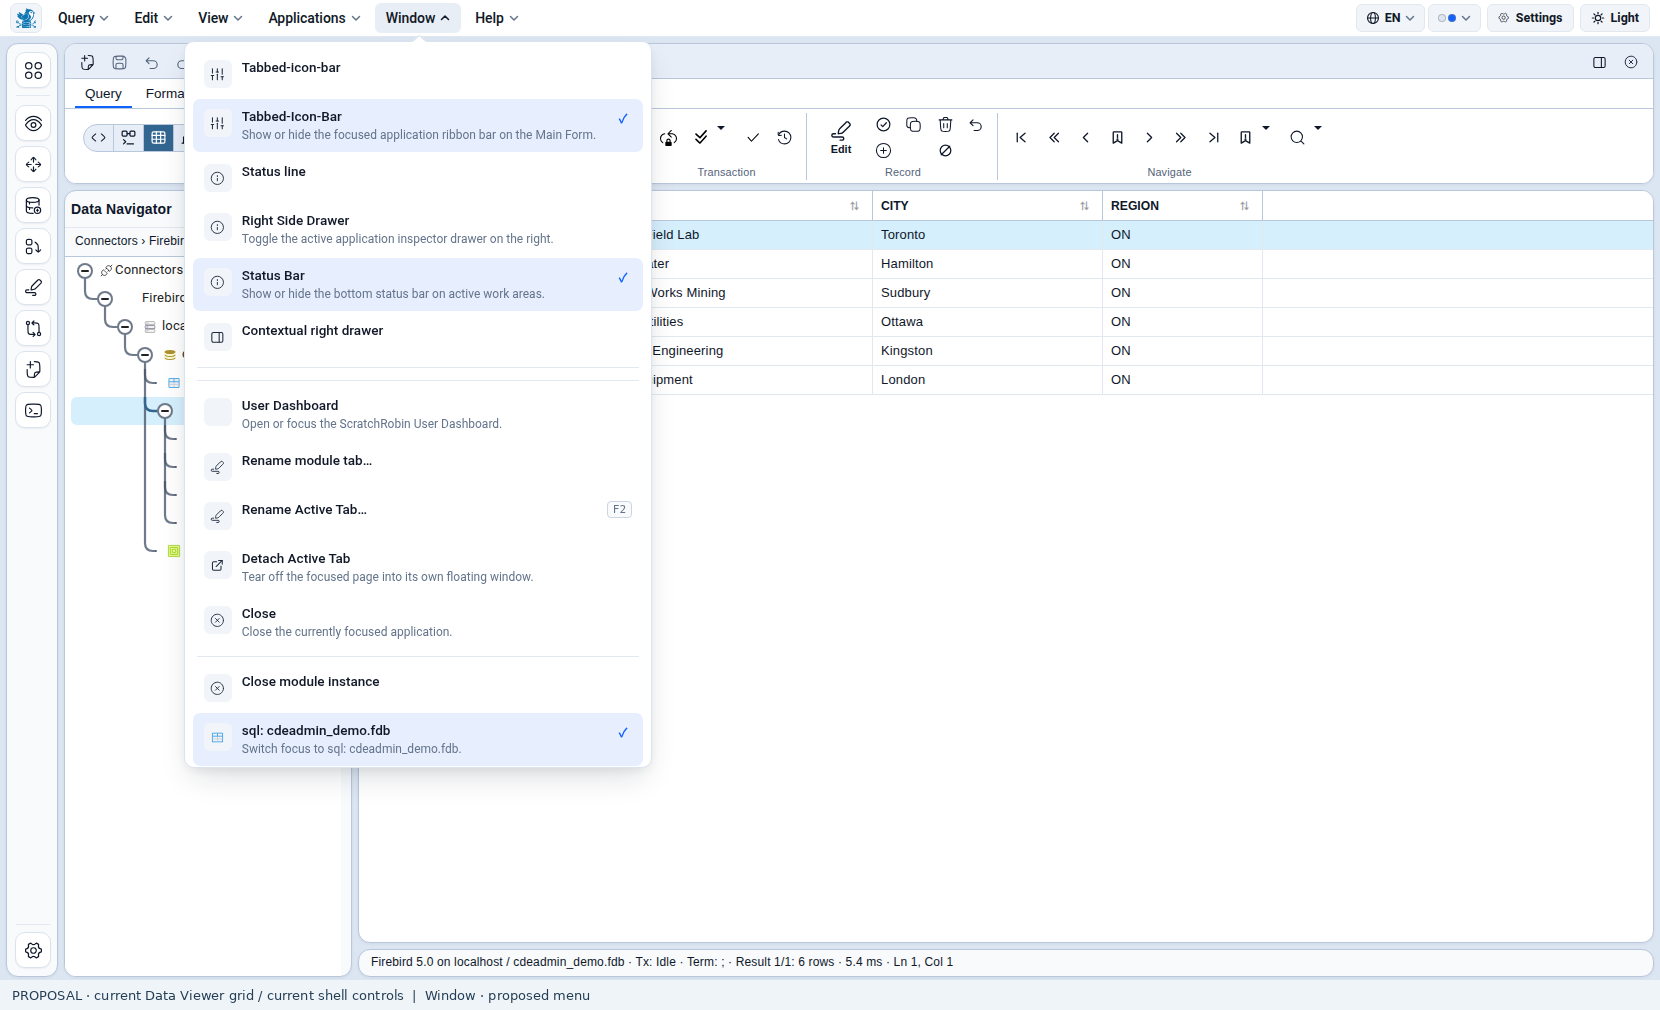 Query Edit View Applications Window Help EN Settings Light
Tabbed-icon-bar
Query
Tabbed-Icon-Bar
Show or hide the focused application ribbon bar on the Main Form.
Edit
Status line
Transaction Record Navigate
Data Navigator
Right Side Drawer
Toggle the active application inspector drawer on the right.
CITY REGION
Connectors ›
Lab Toronto ON
Connectors
Status Bar
Show or hide the bottom status bar on active work areas.
Hamilton ON
Works Mining Sudbury ON
Contextual right drawer
Ottawa ON
Engineering Kingston ON
London ON
User Dashboard
Open or focus the ScratchRobin User Dashboard.
Rename module tab...
Rename Active Tab... F2
Detach Active Tab
Tear off the focused page into its own floating window.
Close
Close the currently focused application.
Close module instance
sql: cdeadmin_demo.fdb
Switch focus to sql: cdeadmin_demo.fdb.
Firebird 5.0 on localhost / cdeadmin_demo.fdb · Tx: Idle · Term: ; · Result 1/1: 6 rows · 5.4 ms · Ln 1, Col 1
PROPOSAL · current Data Viewer grid / current shell controls | Window · proposed menu